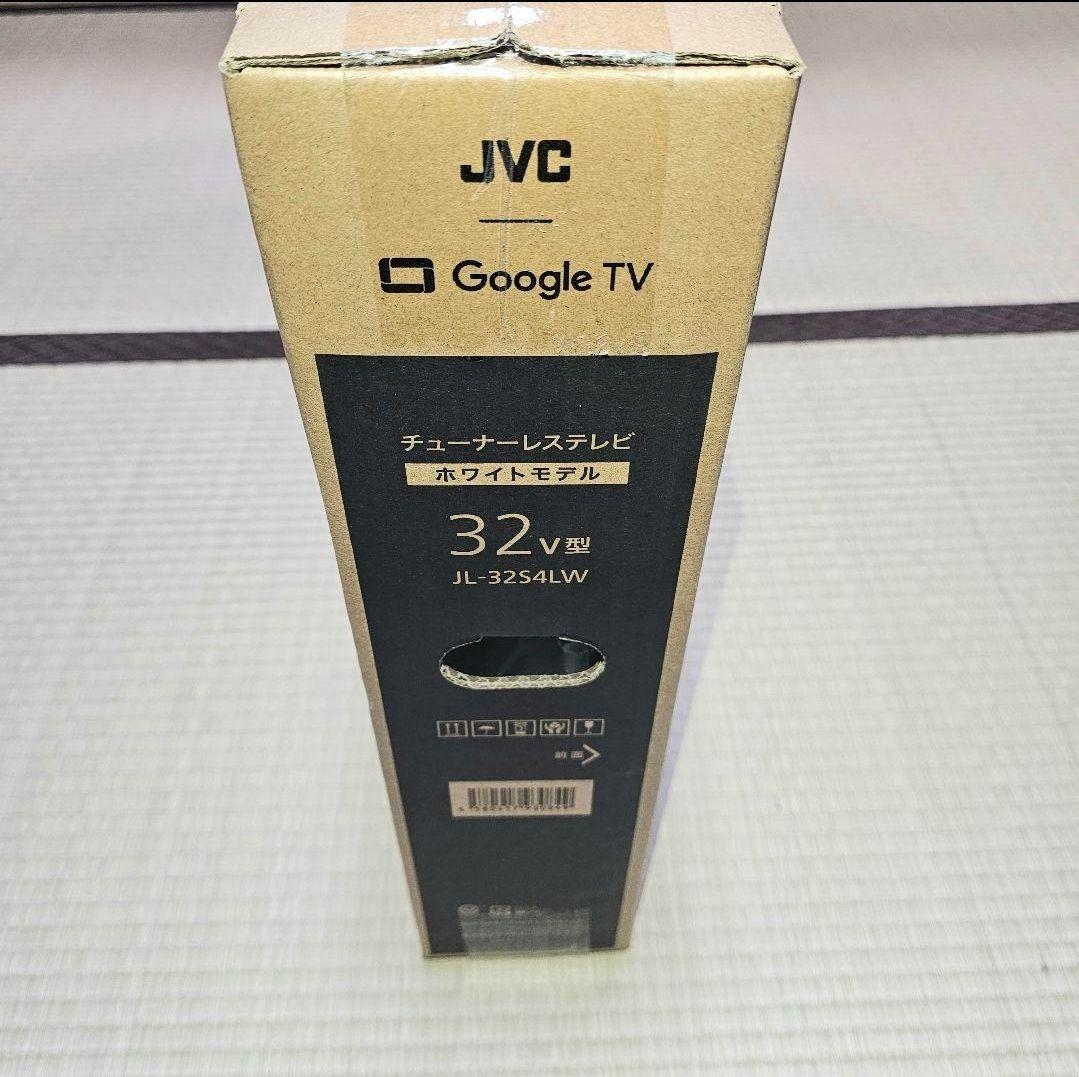 JVC
Google TV
チューナーレステレビ
ホワイトモデル
32V型
JL-32S4LW
前面